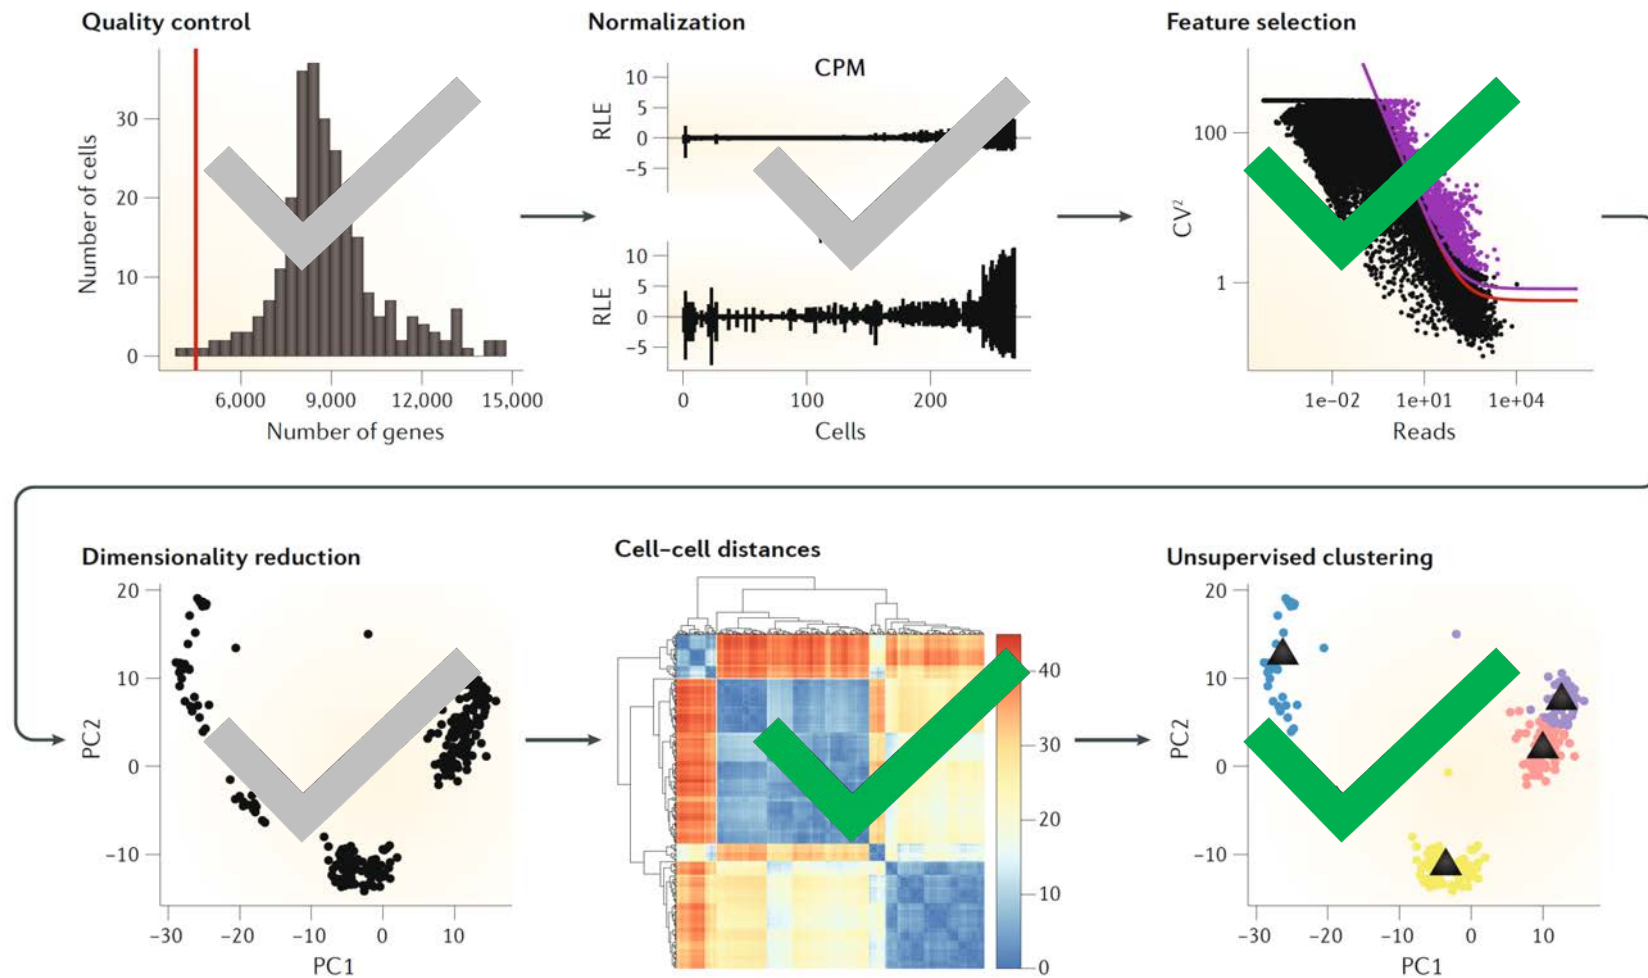 Quality control
Number of cells
30
20
10
0
6,000 9,000 12,000 15,000
Number of genes
Normalization
CPM
RLE
10
5
0
−5
RLE
10
5
0
−5
0 100 200
Cells
Feature selection
CV²
100
1
1e−02 1e+01 1e+04
Reads
Dimensionality reduction
PC2
20
10
0
−10
−30 −20 −10 0 10
PC1
Cell–cell distances
40
30
20
10
0
Unsupervised clustering
PC2
20
10
0
−10
−30 −20 −10 0 10
PC1